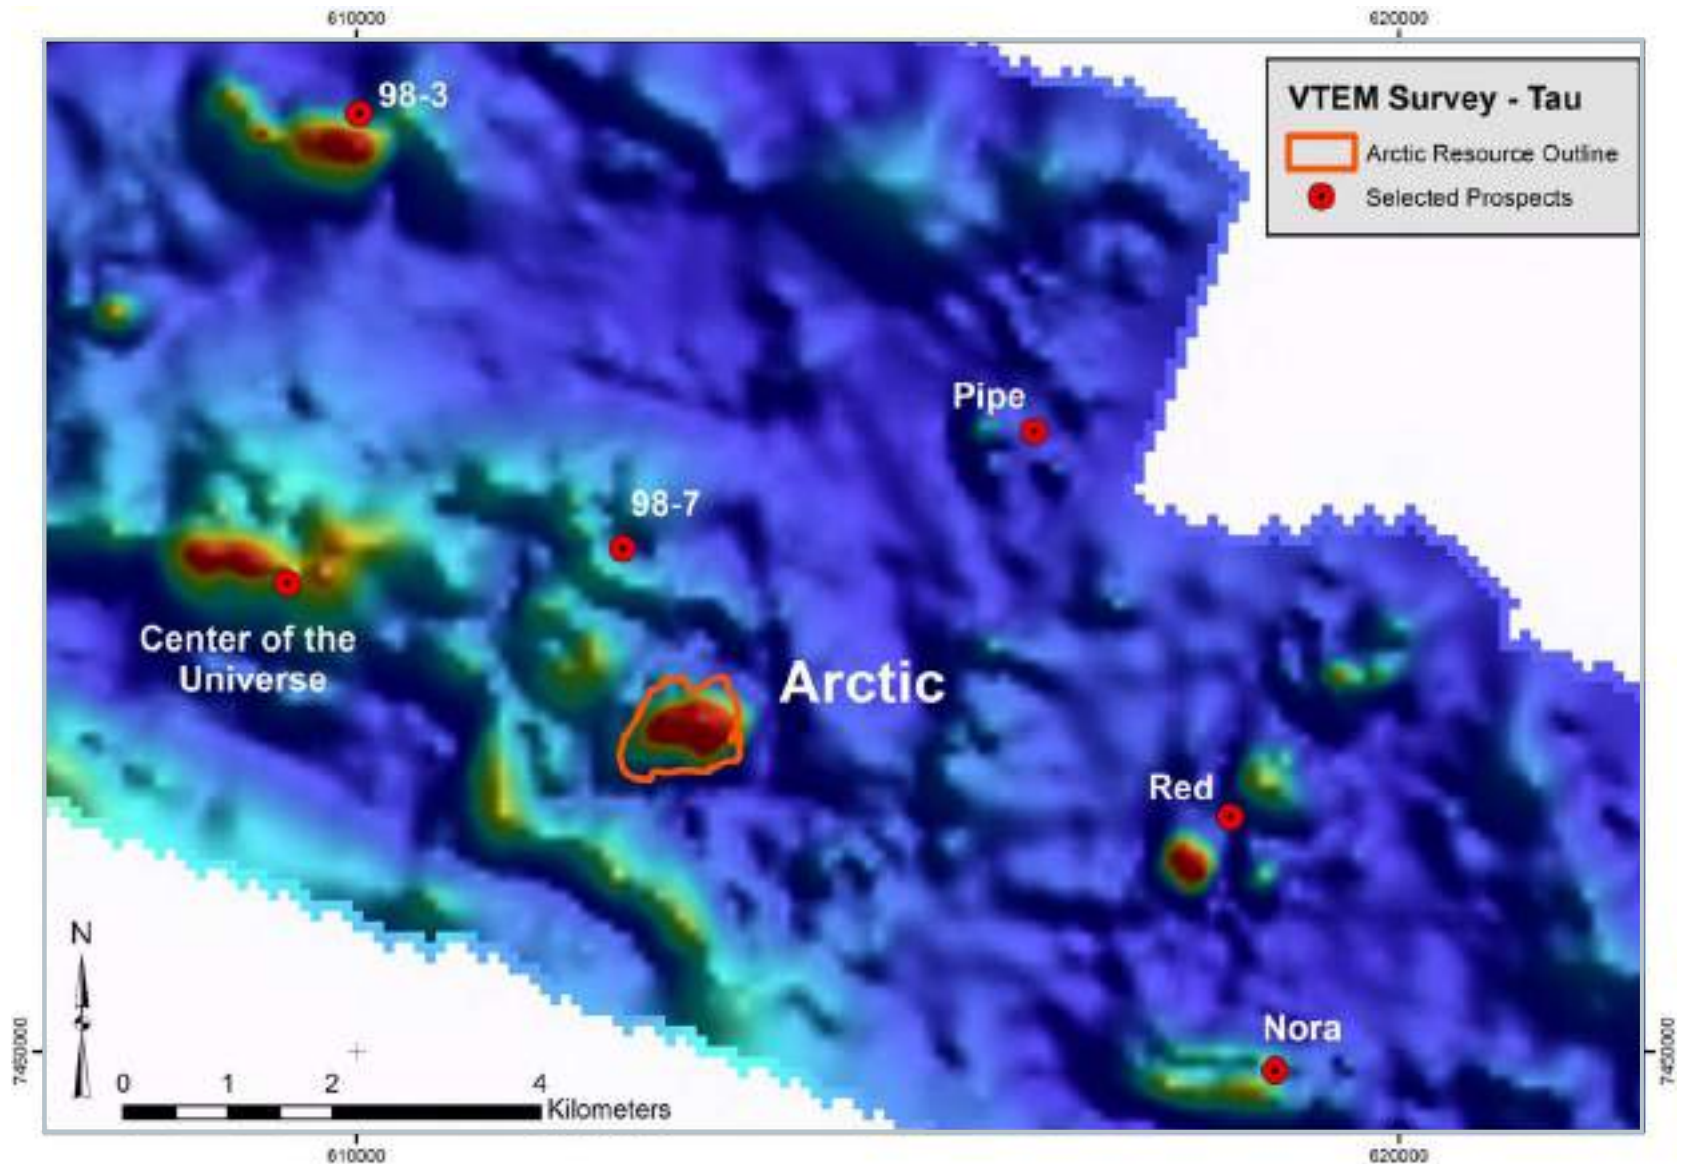 610000
620000
98-3
VTEM Survey - Tau
Arctic Resource Outline
Selected Prospects
Pipe
98-7
Center of the
Universe
Arctic
Red
N
Nora
7450000
7450000
0 1 2 4
Kilometers
610000
620000